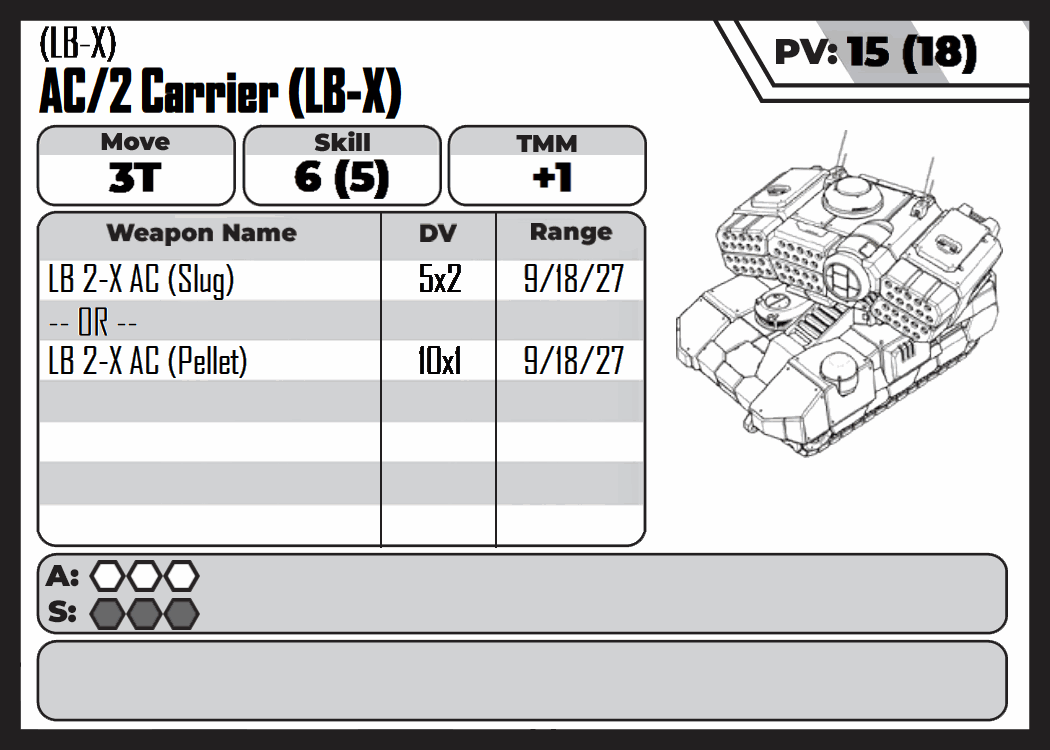 (LB-X)
AC/2 Carrier (LB-X)
PV: 15 (18)
Move Skill TMM
3T 6 (5) +1
Weapon Name DV Range
LB 2-X AC (Slug) 5x2 9/18/27
-- OR --
LB 2-X AC (Pellet) 10x1 9/18/27
A:
S: